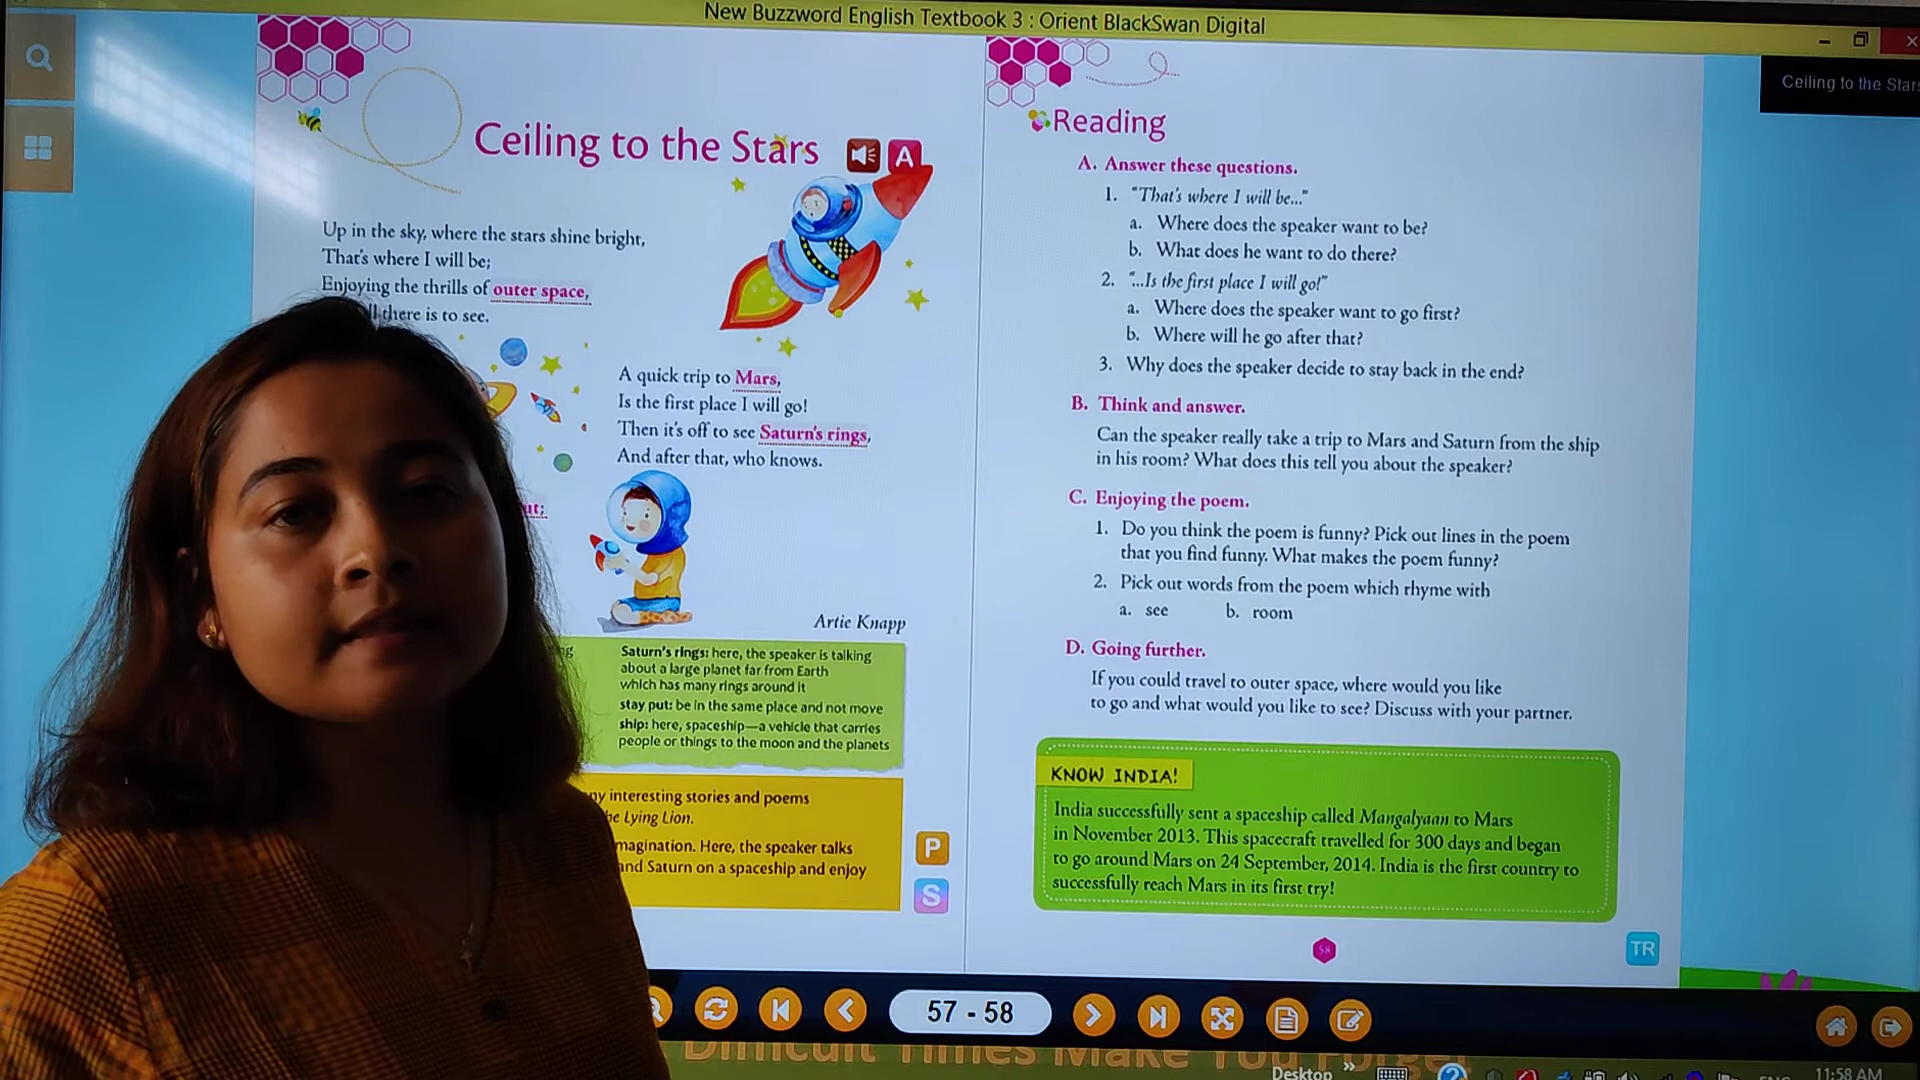 New Buzzword English Textbook 3 : Orient BlackSwan Digital
Ceiling to the Stars
Ceiling to the Stars
A
Up in the sky, where the stars shine bright,
That's where I will be;
Enjoying the thrills of outer space,
there is to see.
A quick trip to Mars,
Is the first place I will go!
Then it's off to see Saturn's rings,
And after that, who knows.
Artie Knapp
Saturn's rings: here, the speaker is talking
about a large planet far from Earth
which has many rings around it
stay put: be in the same place and not move
ship: here, spaceship—a vehicle that carries
people or things to the moon and the planets
interesting stories and poems
Lying Lion.
Here, the speaker talks
and Saturn on a spaceship and enjoy
P
S
Reading
A. Answer these questions.
1. "That's where I will be..."
a. Where does the speaker want to be?
b. What does he want to do there?
2. "...Is the first place I will go!"
a. Where does the speaker want to go first?
b. Where will he go after that?
3. Why does the speaker decide to stay back in the end?
B. Think and answer.
Can the speaker really take a trip to Mars and Saturn from the ship
in his room? What does this tell you about the speaker?
C. Enjoying the poem.
1. Do you think the poem is funny? Pick out lines in the poem
that you find funny. What makes the poem funny?
2. Pick out words from the poem which rhyme with
a. see b. room
D. Going further.
If you could travel to outer space, where would you like
to go and what would you like to see? Discuss with your partner.
KNOW INDIA!
India successfully sent a spaceship called Mangalyaan to Mars
in November 2013. This spacecraft travelled for 300 days and began
to go around Mars on 24 September, 2014. India is the first country to
successfully reach Mars in its first try!
58
TR
57 - 58
Difficult Times Make You
Desktop
11:58 AM